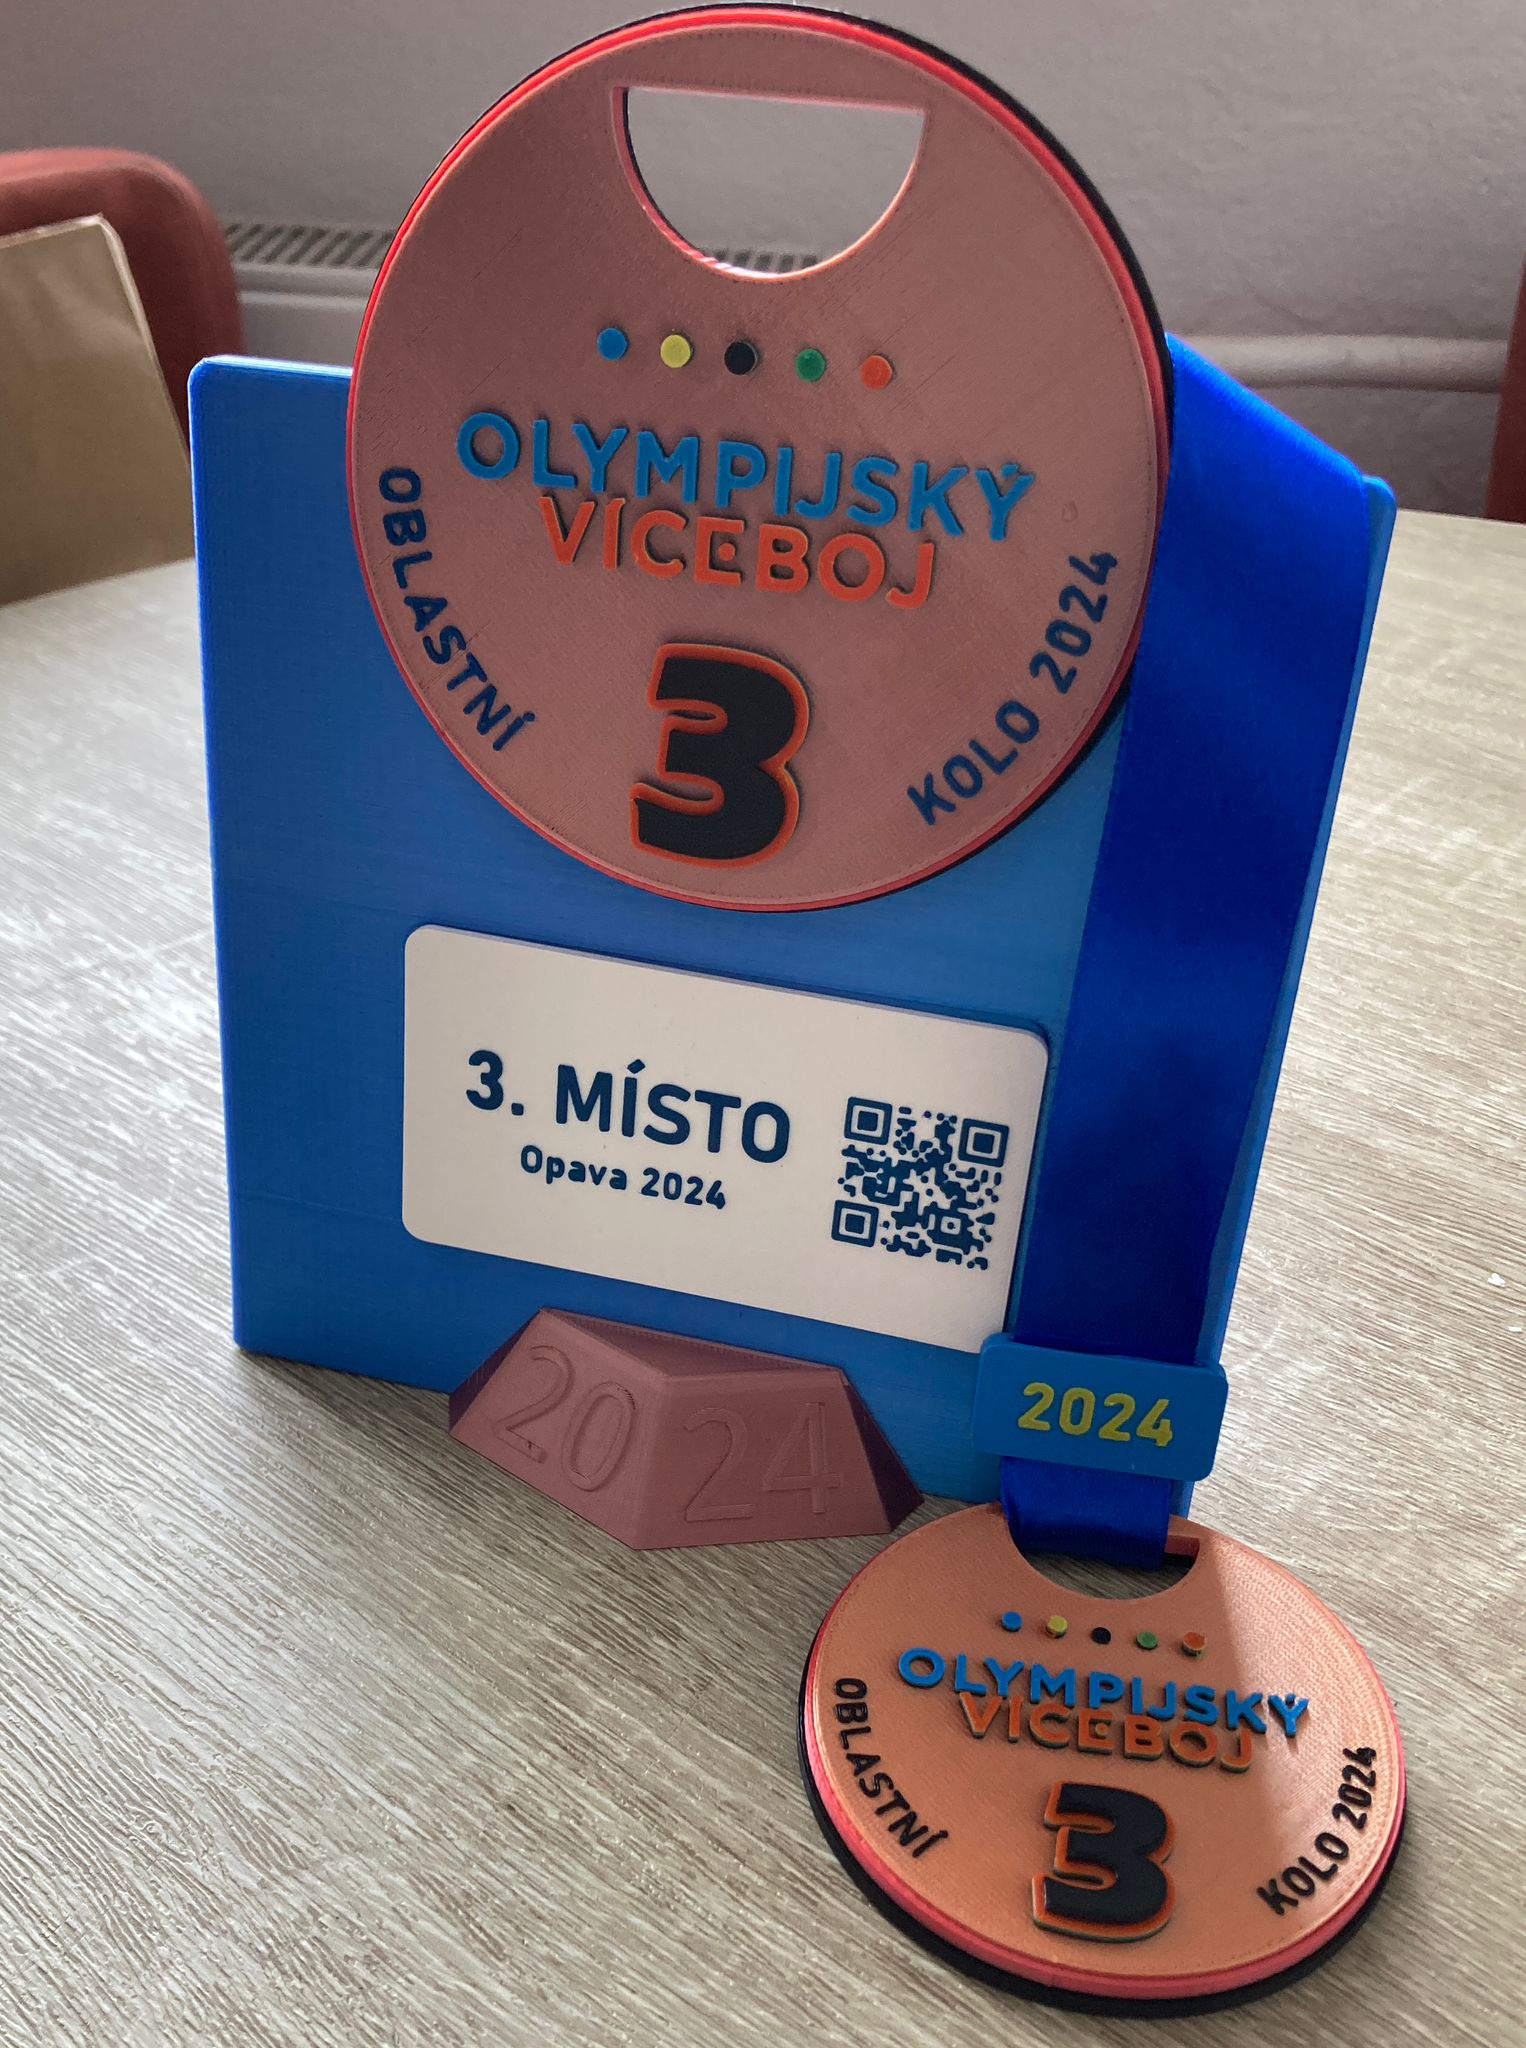 OLYMPIJSKÝ
VÍCEBOJ
OBLASTNÍ
KOLO 2024
3
3. MÍSTO
Opava 2024
2024
2024
OLYMPIJSKÝ
VÍCEBOJ
OBLASTNÍ
KOLO 2024
3